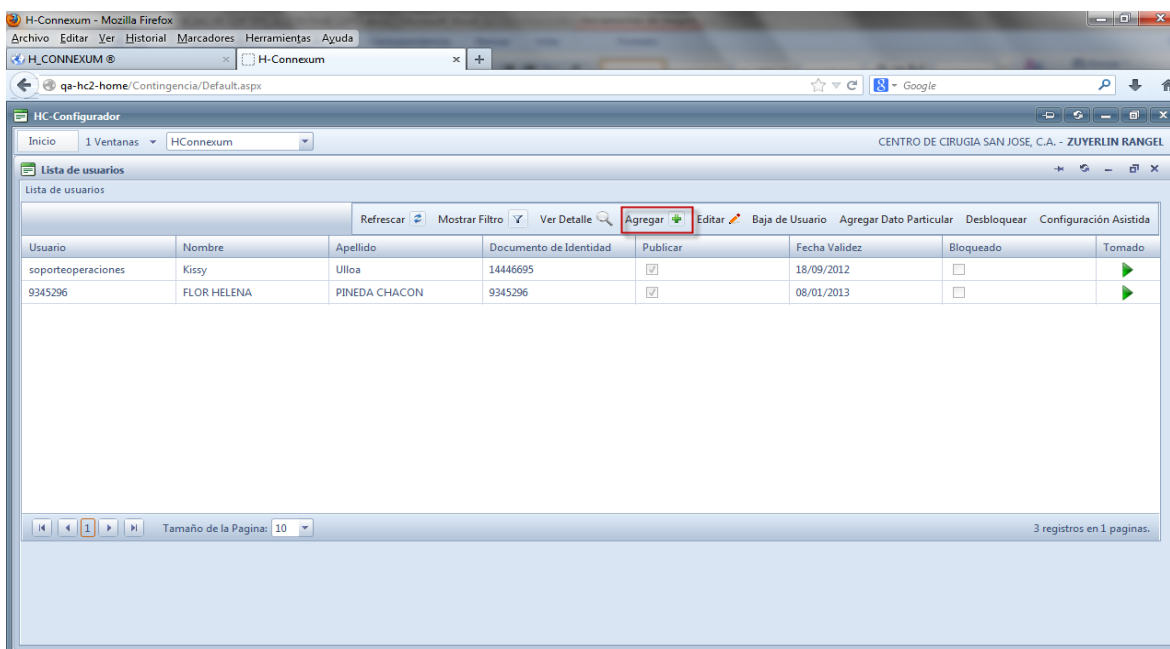 H-Connexum - Mozilla Firefox
Archivo Editar Ver Historial Marcadores Herramientas Ayuda
H_CONNEXUM ® × H-Connexum × +
qa-hc2-home/Contingencia/Default.aspx Google
HC-Configurador
Inicio 1 Ventanas HConnexum CENTRO DE CIRUGIA SAN JOSE, C.A. - ZUYERLIN RANGEL
Lista de usuarios
Lista de usuarios
Refrescar Mostrar Filtro Ver Detalle Agregar Editar Baja de Usuario Agregar Dato Particular Desbloquear Configuración Asistida
Usuario Nombre Apellido Documento de Identidad Publicar Fecha Validez Bloqueado Tomado
soporteoperaciones Kissy Ulloa 14446695 18/09/2012
9345296 FLOR HELENA PINEDA CHACON 9345296 08/01/2013
1 Tamaño de la Pagina: 10 3 registros en 1 paginas.